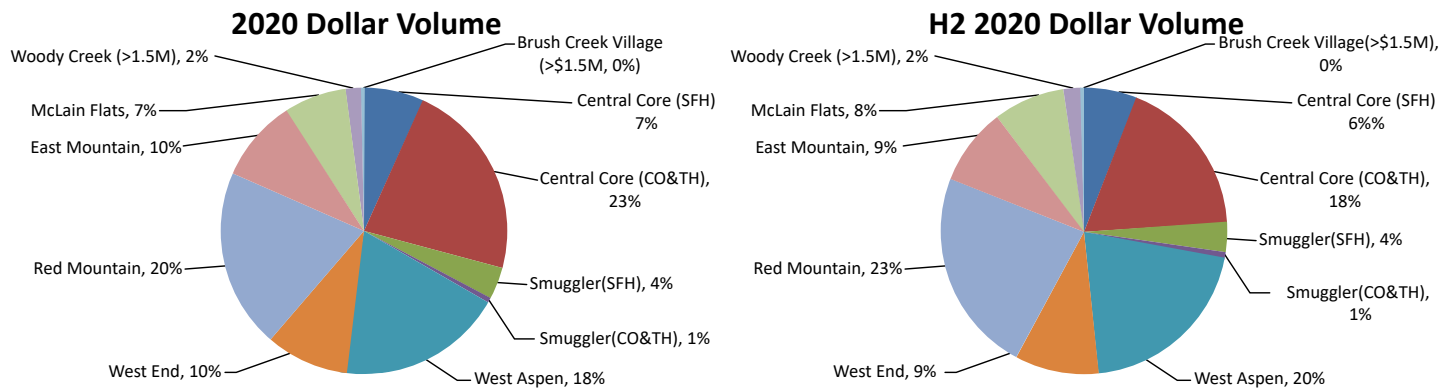 2020 Dollar Volume
Woody Creek (>1.5M), 2%
Brush Creek Village
(>$1.5M, 0%)
McLain Flats, 7%
Central Core (SFH)
7%
East Mountain, 10%
Central Core (CO&TH),
23%
Red Mountain, 20%
Smuggler(SFH), 4%
Smuggler(CO&TH), 1%
West End, 10%
West Aspen, 18%
H2 2020 Dollar Volume
Woody Creek (>1.5M), 2%
Brush Creek Village(>$1.5M),
0%
McLain Flats, 8%
Central Core (SFH)
6%%
East Mountain, 9%
Central Core (CO&TH),
18%
Smuggler(SFH), 4%
Red Mountain, 23%
Smuggler(CO&TH),
1%
West End, 9%
West Aspen, 20%